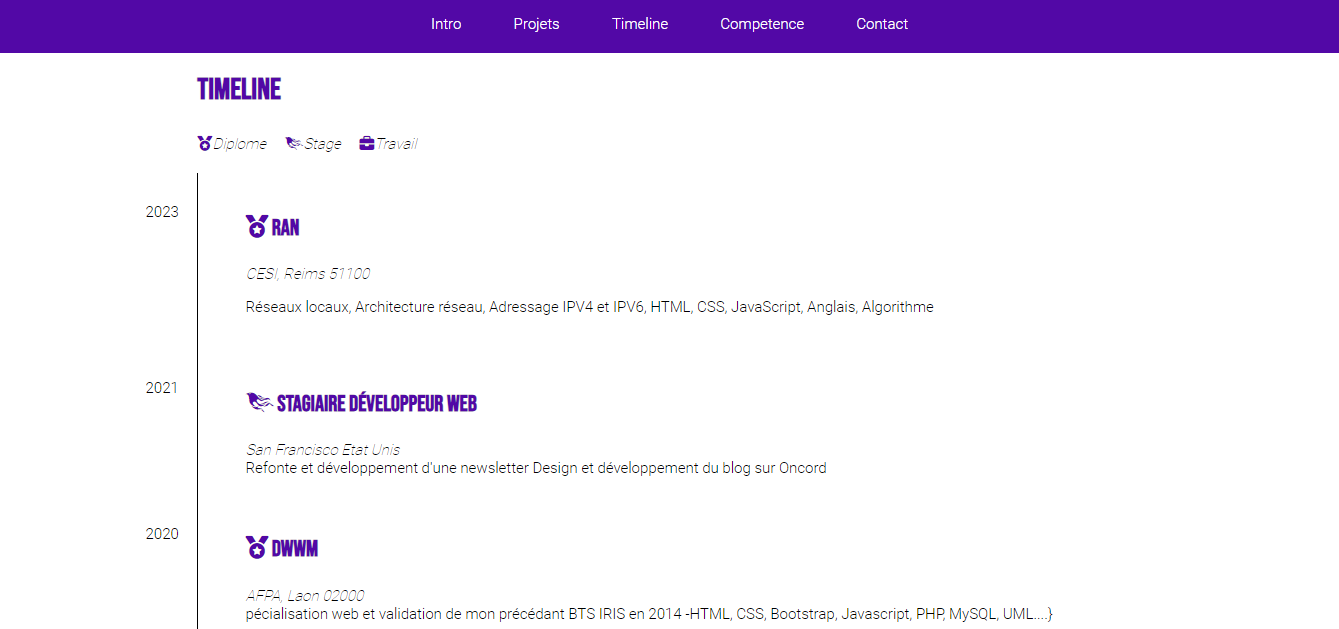 Intro Projets Timeline Competence Contact
TIMELINE
Diplome Stage Travail
2023
RAN
CESI, Reims 51100
Réseaux locaux, Architecture réseau, Adressage IPV4 et IPV6, HTML, CSS, JavaScript, Anglais, Algorithme
2021
STAGIAIRE DÉVELOPPEUR WEB
San Francisco Etat Unis
Refonte et développement d'une newsletter Design et développement du blog sur Oncord
2020
DWWM
AFPA, Laon 02000
pécialisation web et validation de mon précédant BTS IRIS en 2014 -HTML, CSS, Bootstrap, Javascript, PHP, MySQL, UML....}